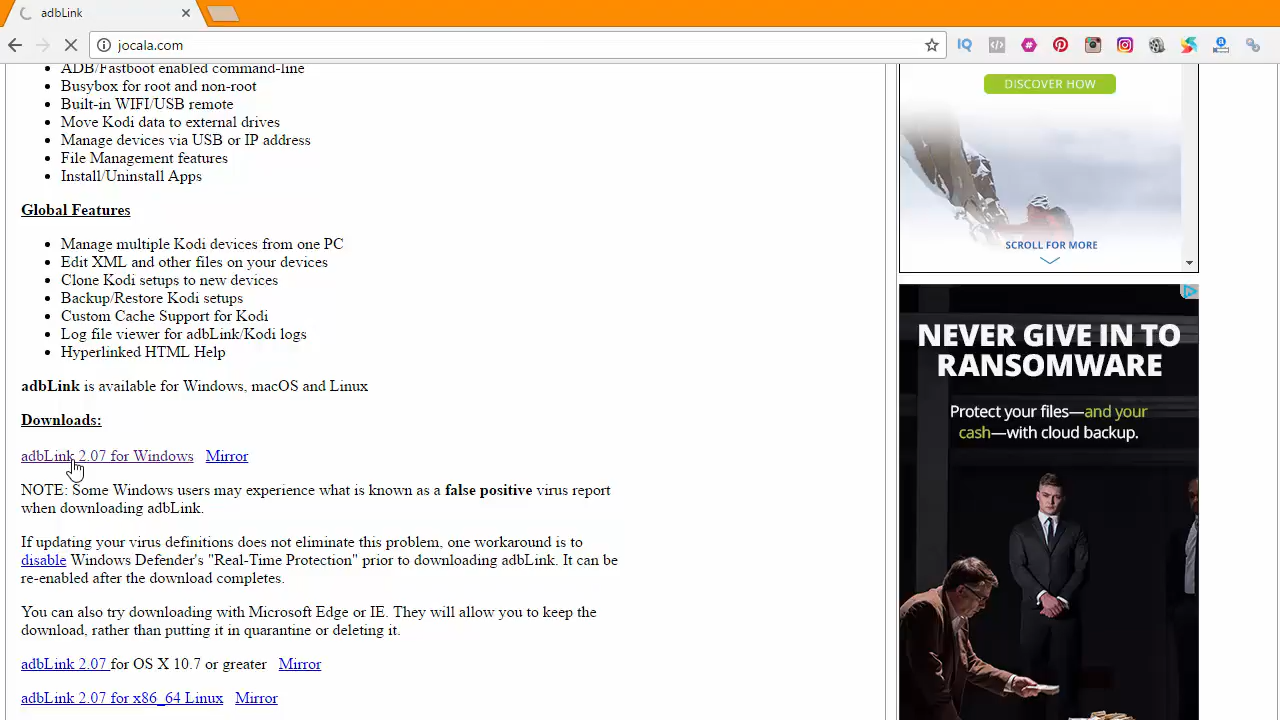 adbLink
jocala.com
ADB/Fastboot enabled command-line
Busybox for root and non-root
Built-in WIFI/USB remote
Move Kodi data to external drives
Manage devices via USB or IP address
File Management features
Install/Uninstall Apps
Global Features
Manage multiple Kodi devices from one PC
Edit XML and other files on your devices
Clone Kodi setups to new devices
Backup/Restore Kodi setups
Custom Cache Support for Kodi
Log file viewer for adbLink/Kodi logs
Hyperlinked HTML Help
adbLink is available for Windows, macOS and Linux
Downloads:
adbLink 2.07 for Windows Mirror
NOTE: Some Windows users may experience what is known as a false positive virus report
when downloading adbLink.
If updating your virus definitions does not eliminate this problem, one workaround is to
disable Windows Defender's "Real-Time Protection" prior to downloading adbLink. It can be
re-enabled after the download completes.
You can also try downloading with Microsoft Edge or IE. They will allow you to keep the
download, rather than putting it in quarantine or deleting it.
adbLink 2.07 for OS X 10.7 or greater Mirror
adbLink 2.07 for x86_64 Linux Mirror
DISCOVER HOW
SCROLL FOR MORE
NEVER GIVE IN TO
RANSOMWARE
Protect your files—and your
cash—with cloud backup.